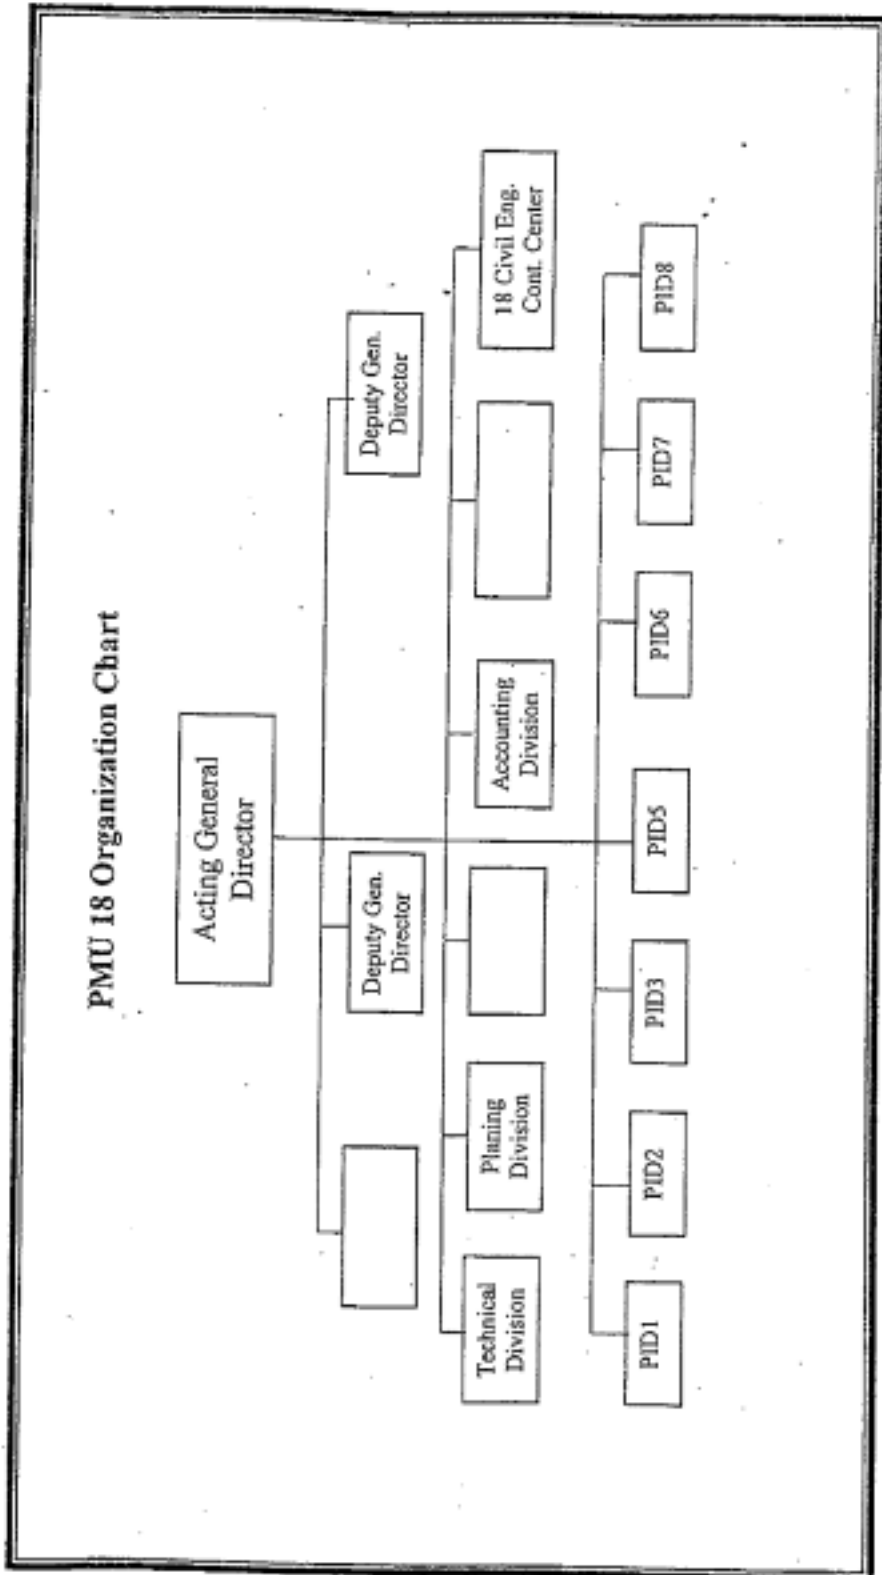 PMU 18 Organization Chart
Acting General
Director
Deputy Gen.
Director
Deputy Gen.
Director
Technical
Division
Planing
Division
Accounting
Division
18 Civil Eng.
Cont. Center
PID1
PID2
PID3
PID5
PID6
PID7
PID8